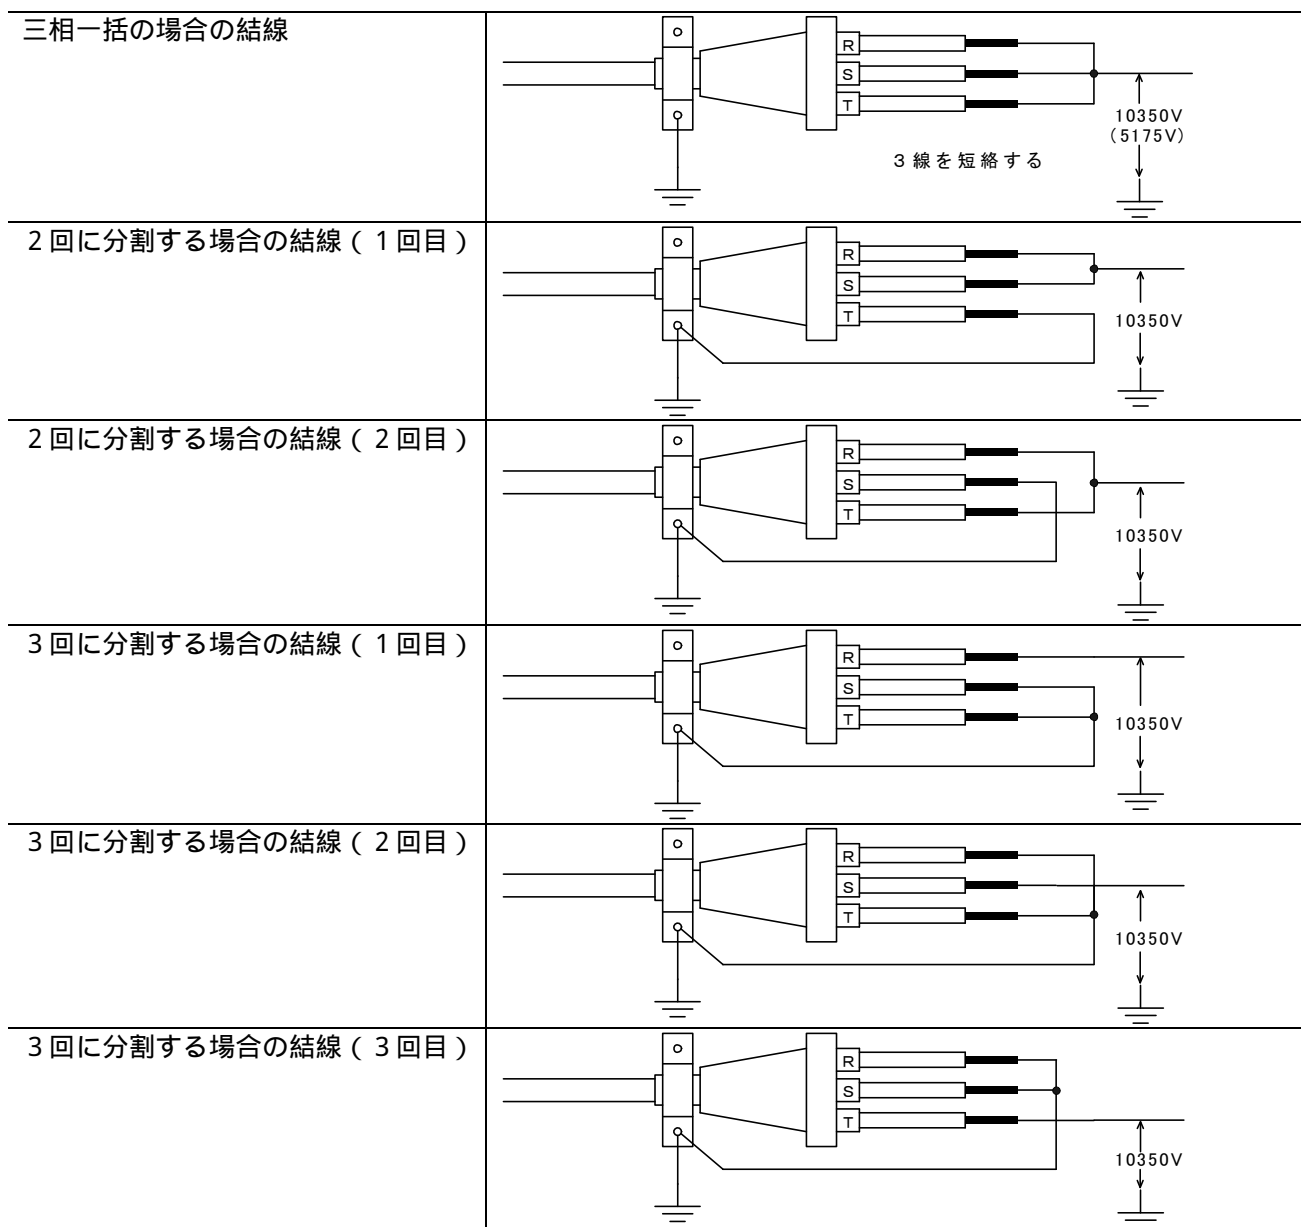 三相一括の場合の結線
R
S
T
10350V
(5175V)
3線を短絡する
2回に分割する場合の結線(1回目)
R
S
T
10350V
2回に分割する場合の結線(2回目)
R
S
T
10350V
3回に分割する場合の結線(1回目)
R
S
T
10350V
3回に分割する場合の結線(2回目)
R
S
T
10350V
3回に分割する場合の結線(3回目)
R
S
T
10350V